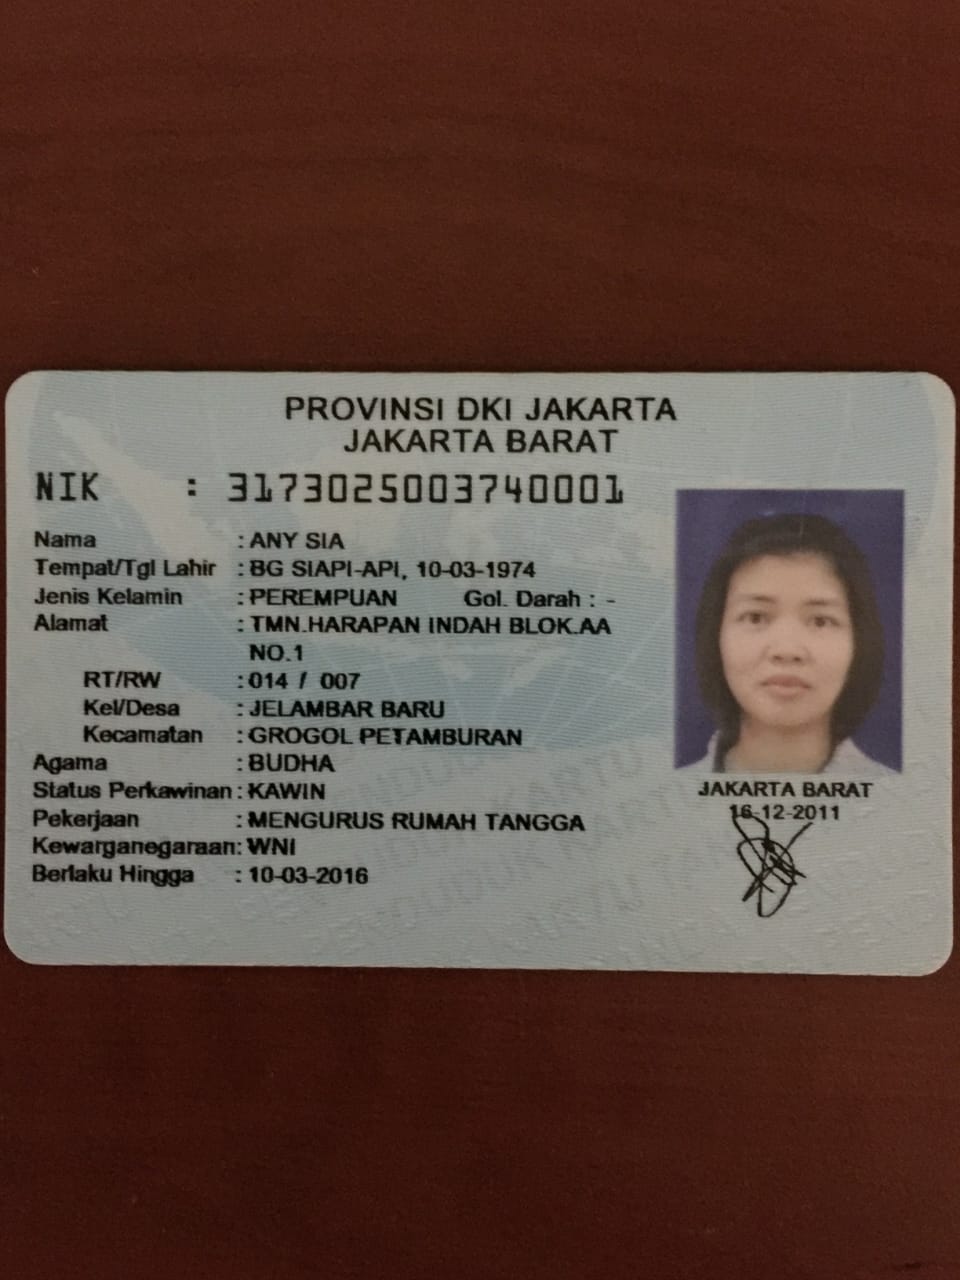 PROVINSI DKI JAKARTA
JAKARTA BARAT
NIK : 3173025003740001
Nama : ANY SIA
Tempat/Tgl Lahir : BG SIAPI-API, 10-03-1974
Jenis Kelamin : PEREMPUAN Gol. Darah : -
Alamat : TMN.HARAPAN INDAH BLOK.AA
NO.1
RT/RW : 014 / 007
Kel/Desa : JELAMBAR BARU
Kecamatan : GROGOL PETAMBURAN
Agama : BUDHA
Status Perkawinan : KAWIN
Pekerjaan : MENGURUS RUMAH TANGGA
Kewarganegaraan: WNI
Berlaku Hingga : 10-03-2016
JAKARTA BARAT
16-12-2011